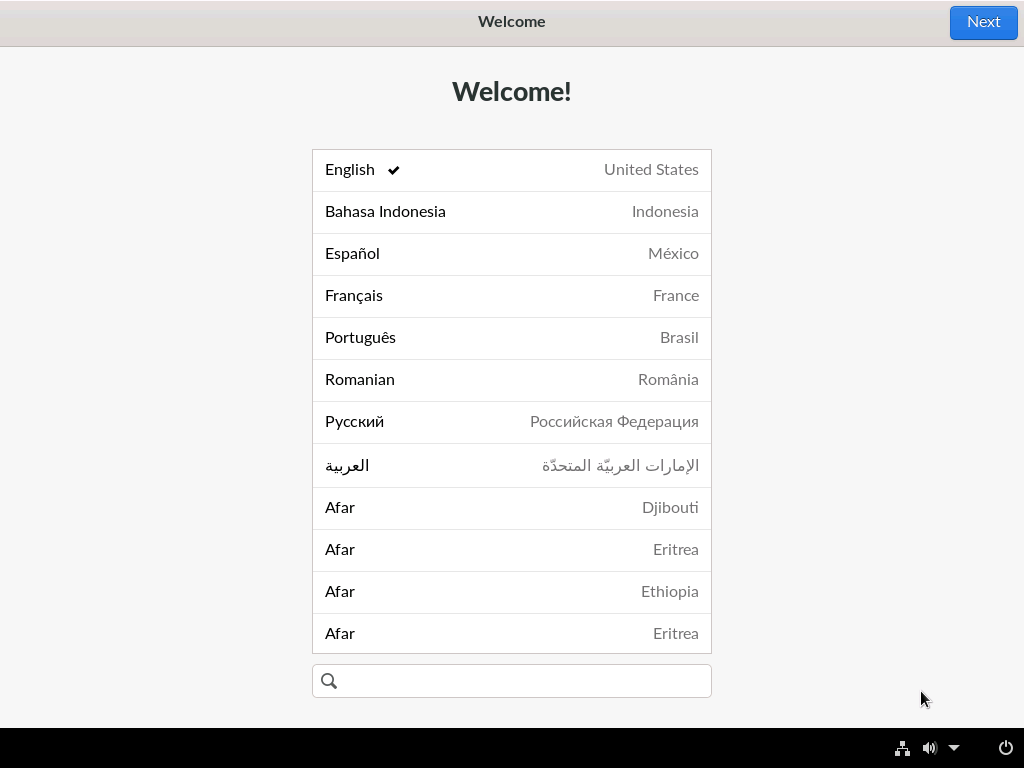 Welcome
Next
Welcome!
English United States
Bahasa Indonesia Indonesia
Español México
Français France
Português Brasil
Romanian România
Русский Российская Федерация
العربية الإمارات العربيّة المتحدّة
Afar Djibouti
Afar Eritrea
Afar Ethiopia
Afar Eritrea